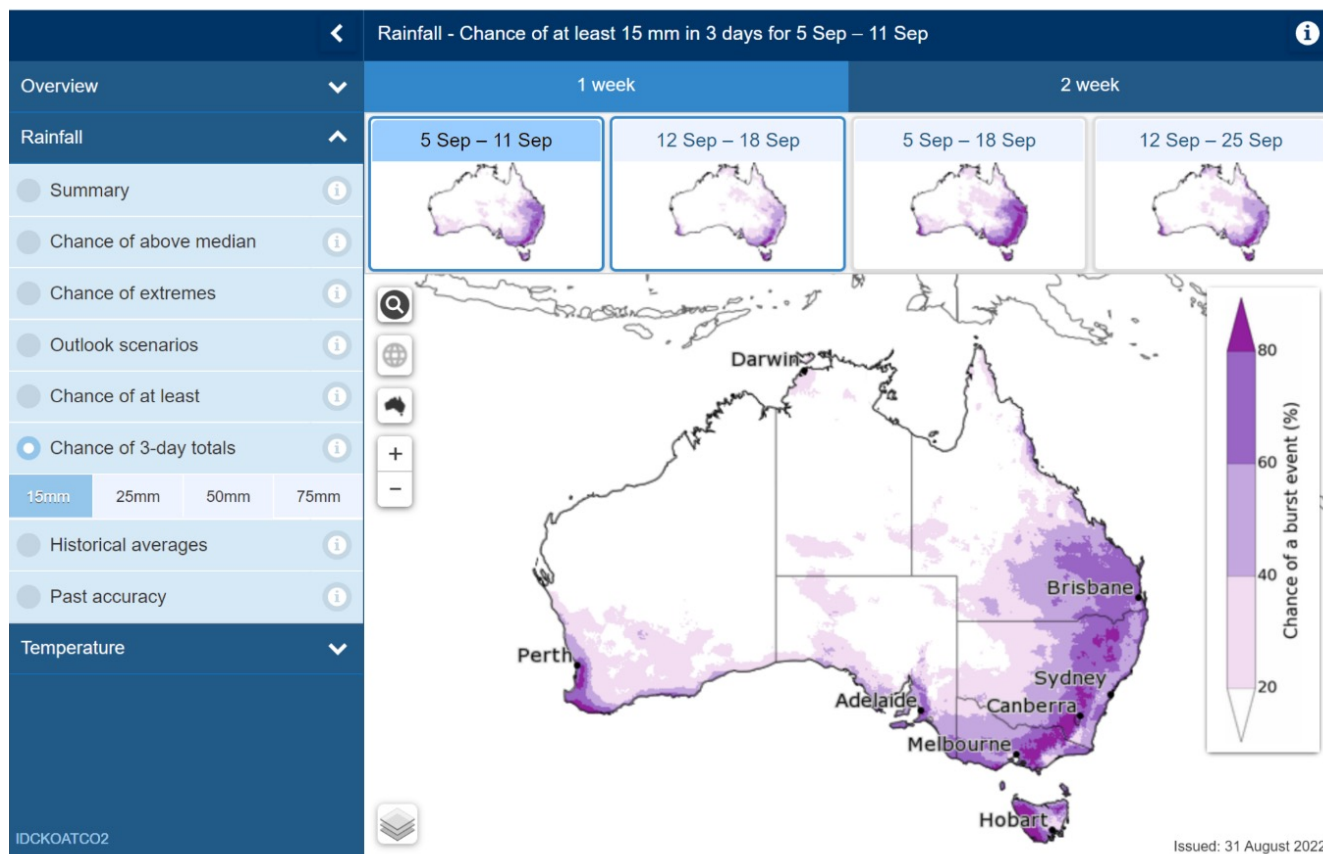 Rainfall - Chance of at least 15 mm in 3 days for 5 Sep – 11 Sep
Overview
Rainfall
Summary
Chance of above median
Chance of extremes
Outlook scenarios
Chance of at least
Chance of 3-day totals
15mm 25mm 50mm 75mm
Historical averages
Past accuracy
Temperature
IDCKOATCO2
1 week 2 week
5 Sep – 11 Sep 12 Sep – 18 Sep 5 Sep – 18 Sep 12 Sep – 25 Sep
+
−
Darwin
Brisbane
Perth
Sydney
Adelaide
Canberra
Melbourne
Hobart
80
60
40
20
Chance of a burst event (%)
Issued: 31 August 2022